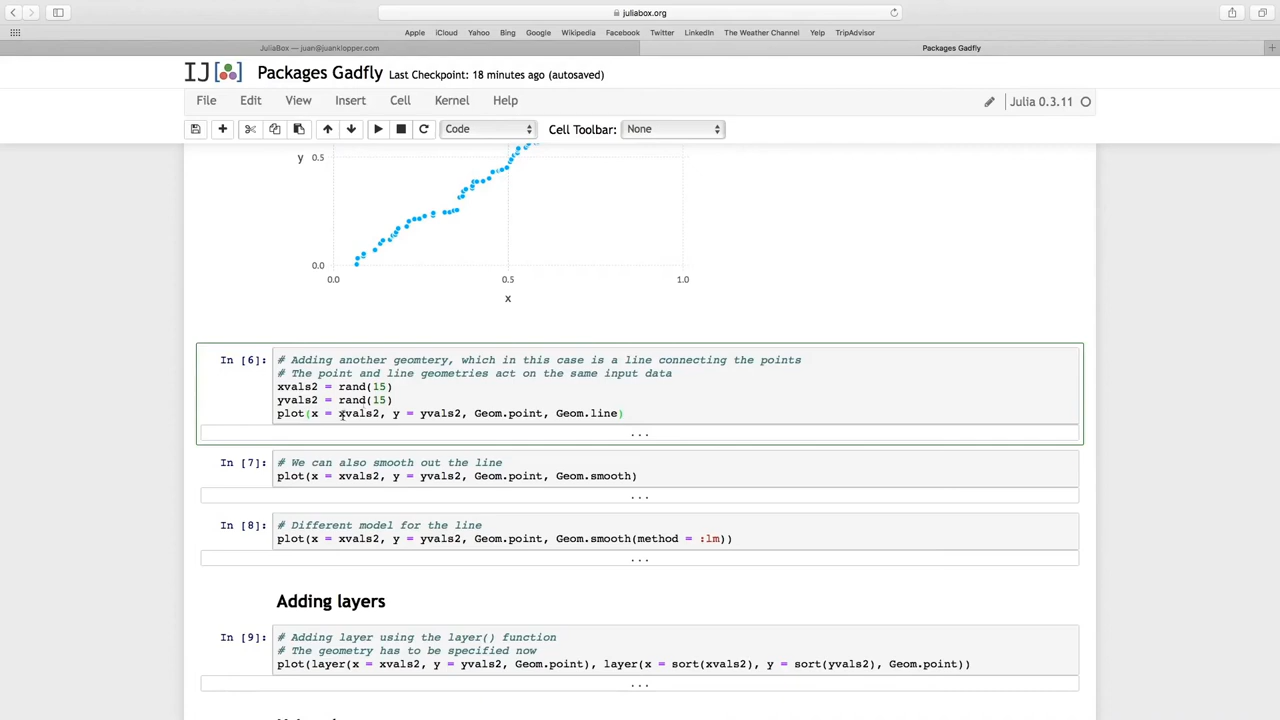 juliabox.org
Apple iCloud Yahoo Bing Google Wikipedia Facebook Twitter LinkedIn The Weather Channel Yelp TripAdvisor
JuliaBox — juan@juanklopper.com
Packages Gadfly
IJ Packages Gadfly Last Checkpoint: 18 minutes ago (autosaved)
File Edit View Insert Cell Kernel Help
Julia 0.3.11
Code Cell Toolbar: None
y 0.5
0.0
0.0 0.5 1.0
x
In [6]: # Adding another geomtery, which in this case is a line connecting the points
# The point and line geometries act on the same input data
xvals2 = rand(15)
yvals2 = rand(15)
plot(x = xvals2, y = yvals2, Geom.point, Geom.line)
...
In [7]: # We can also smooth out the line
plot(x = xvals2, y = yvals2, Geom.point, Geom.smooth)
...
In [8]: # Different model for the line
plot(x = xvals2, y = yvals2, Geom.point, Geom.smooth(method = :lm))
...
Adding layers
In [9]: # Adding layer using the layer() function
# The geometry has to be specified now
plot(layer(x = xvals2, y = yvals2, Geom.point), layer(x = sort(xvals2), y = sort(yvals2), Geom.point))
...